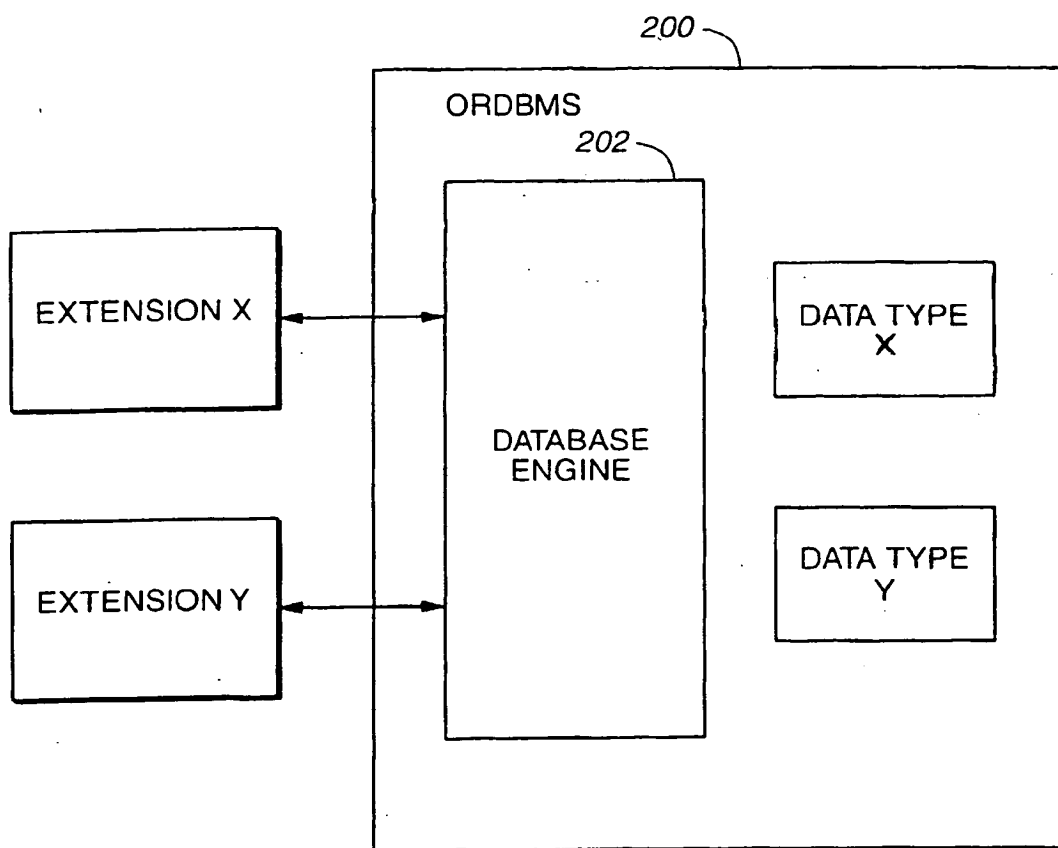 200
ORDBMS
202
EXTENSION X
DATA TYPE
X
DATABASE
ENGINE
EXTENSION Y
DATA TYPE
Y